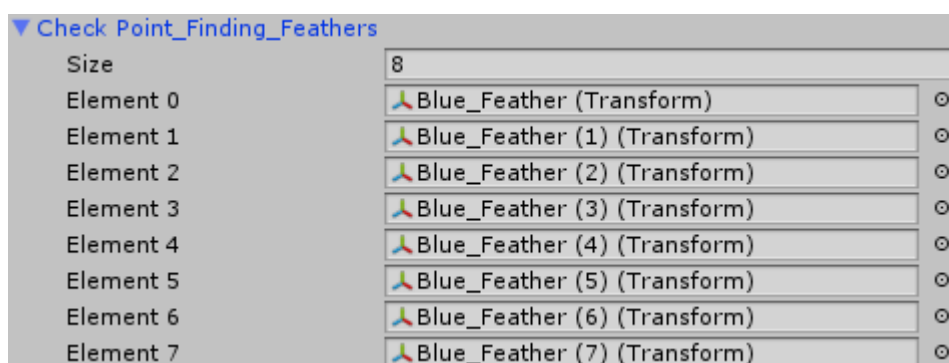 Check Point_Finding_Feathers
Size 8
Element 0 Blue_Feather (Transform)
Element 1 Blue_Feather (1) (Transform)
Element 2 Blue_Feather (2) (Transform)
Element 3 Blue_Feather (3) (Transform)
Element 4 Blue_Feather (4) (Transform)
Element 5 Blue_Feather (5) (Transform)
Element 6 Blue_Feather (6) (Transform)
Element 7 Blue_Feather (7) (Transform)